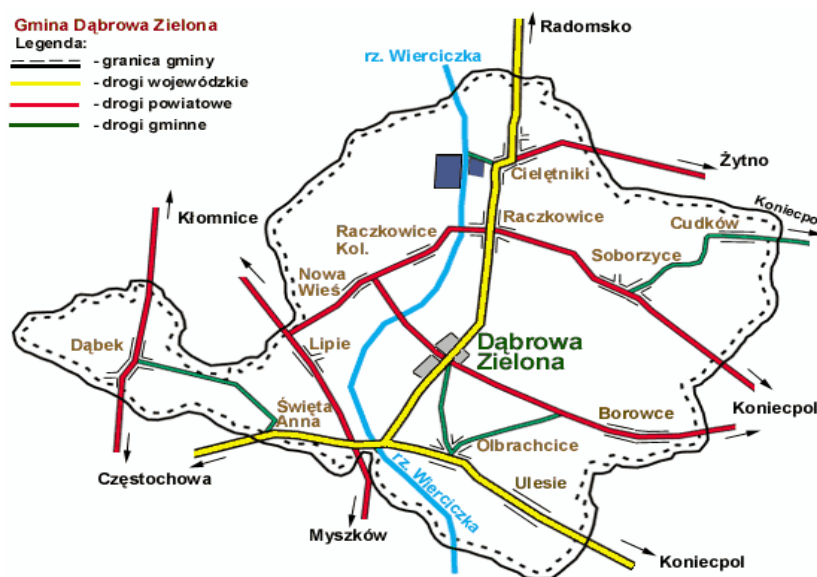 Gmina Dąbrowa Zielona
Legenda:
- granica gminy
- drogi wojewódzkie
- drogi powiatowe
- drogi gminne
rz. Wierciczka
Radomsko
Żytno
Cielętniki
Kłomnice
Raczkowice
Kol.
Raczkowice
Cudków
Koniecpol
Soborzyce
Nowa
Wieś
Dąbek
Lipie
Dąbrowa
Zielona
Święta
Anna
Borowce
Koniecpol
Olbrachcice
Częstochowa
rz. Wierciczka
Ulesie
Myszków
Koniecpol